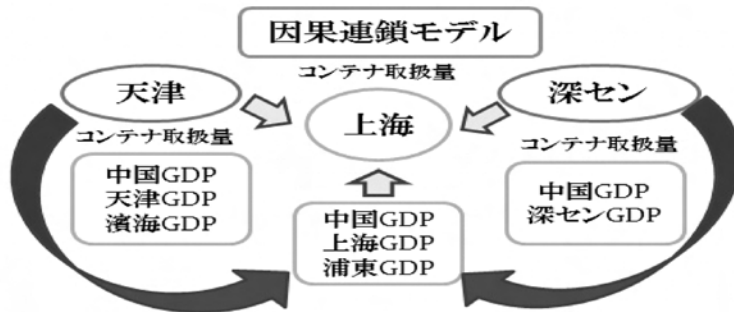 因果連鎖モデル
コンテナ取扱量
天津
上海
深セン
コンテナ取扱量
コンテナ取扱量
中国GDP
天津GDP
濱海GDP
中国GDP
上海GDP
浦東GDP
中国GDP
深センGDP